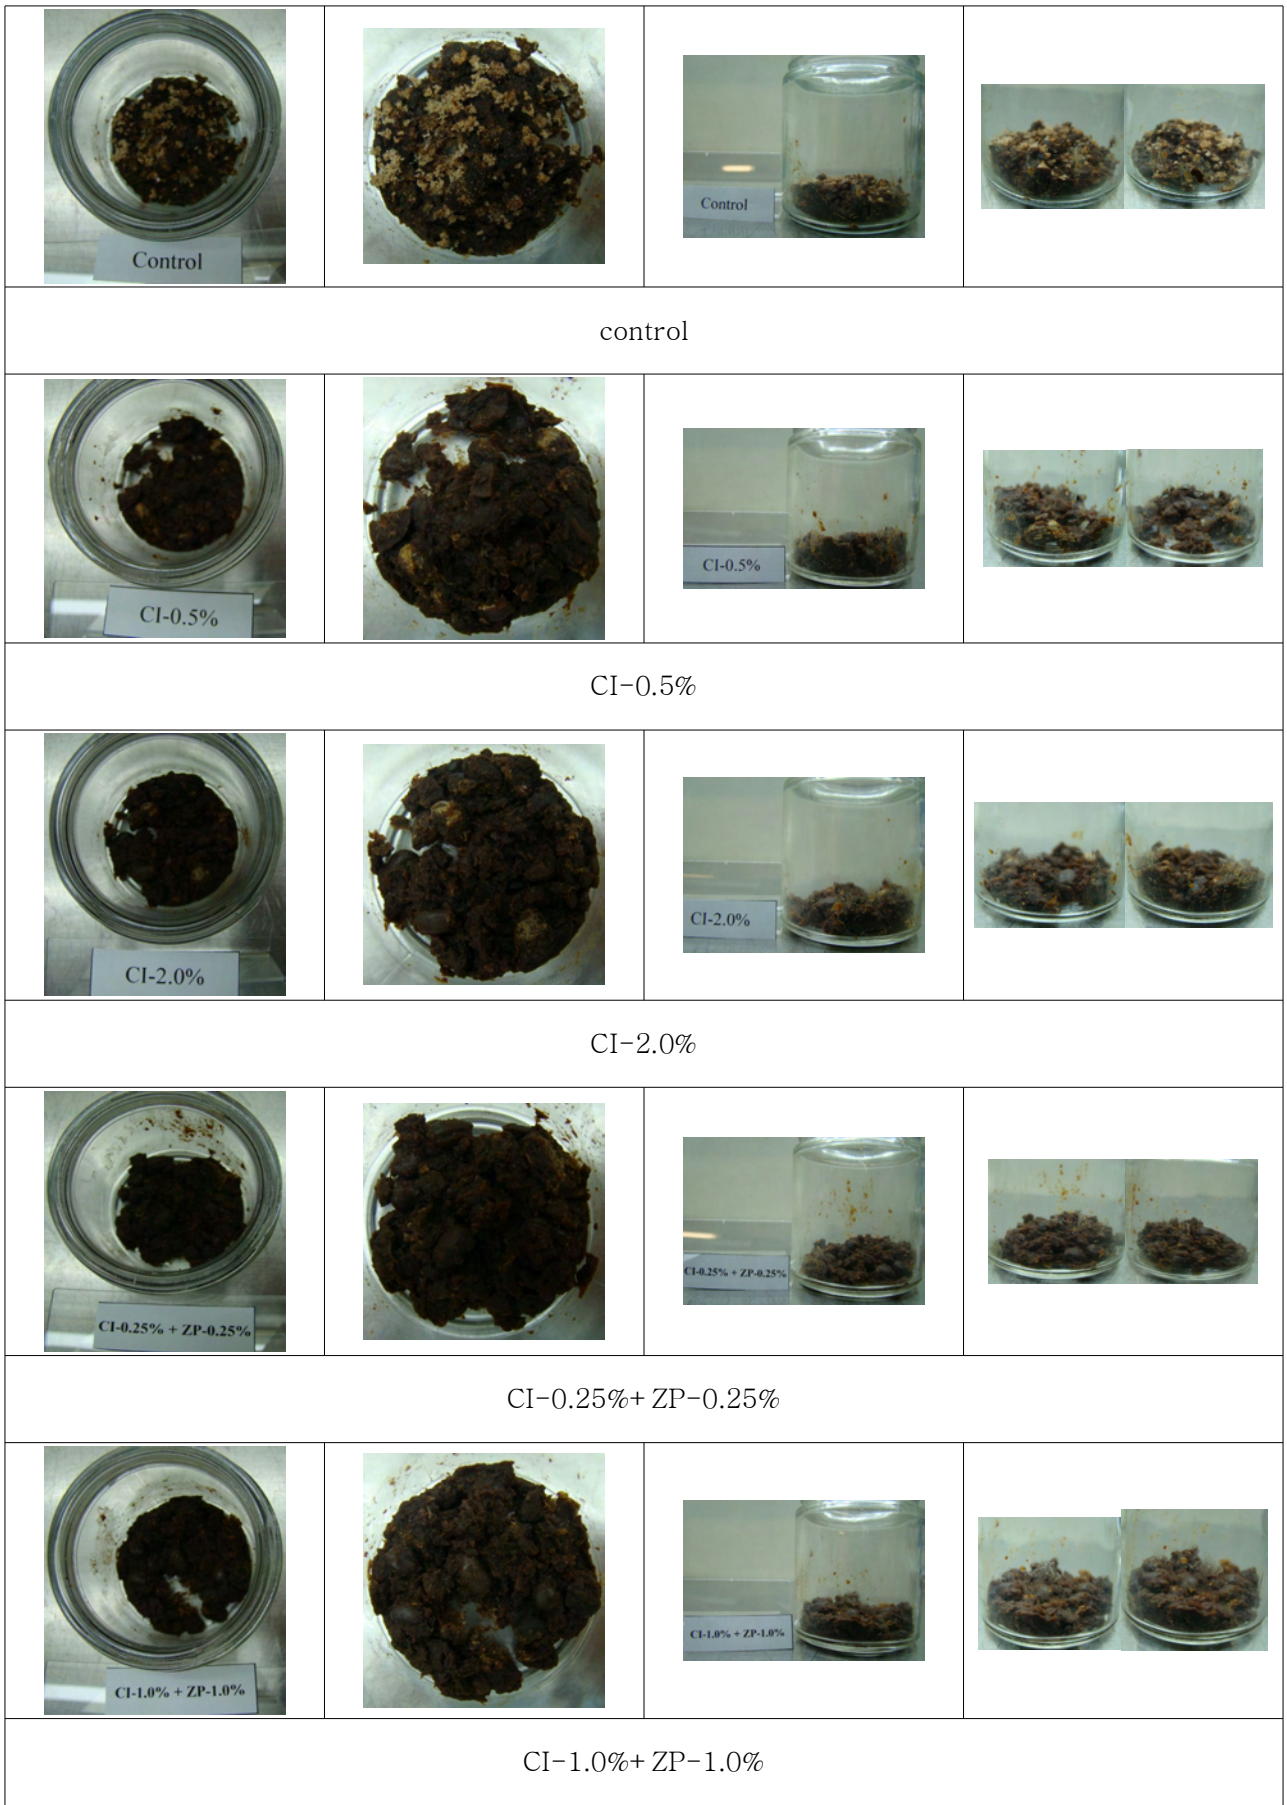 Control
Control
control
CI-0.5%
CI-0.5%
CI-0.5%
CI-2.0%
CI-2.0%
CI-2.0%
CI-0.25% + ZP-0.25%
CI-0.25% + ZP-0.25%
CI-0.25%+ ZP-0.25%
CI-1.0% + ZP-1.0%
CI-1.0% + ZP-1.0%
CI-1.0%+ ZP-1.0%